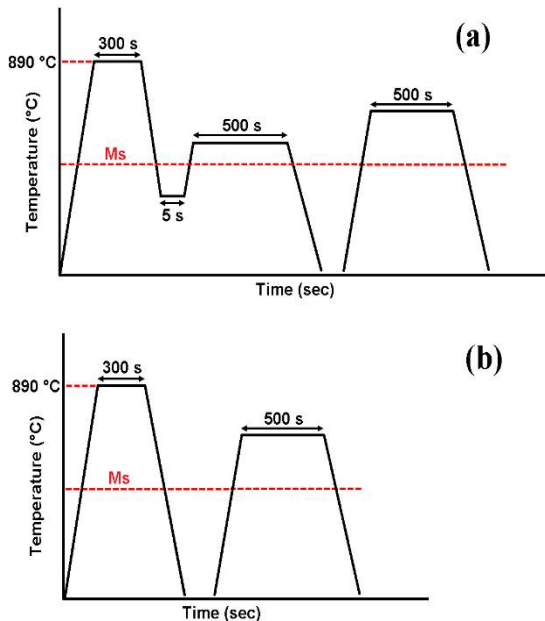 (a)
300 s
890 °C
500 s
500 s
Ms
5 s
Temperature (°C)
Time (sec)
(b)
300 s
890 °C
500 s
Ms
Temperature (°C)
Time (sec)